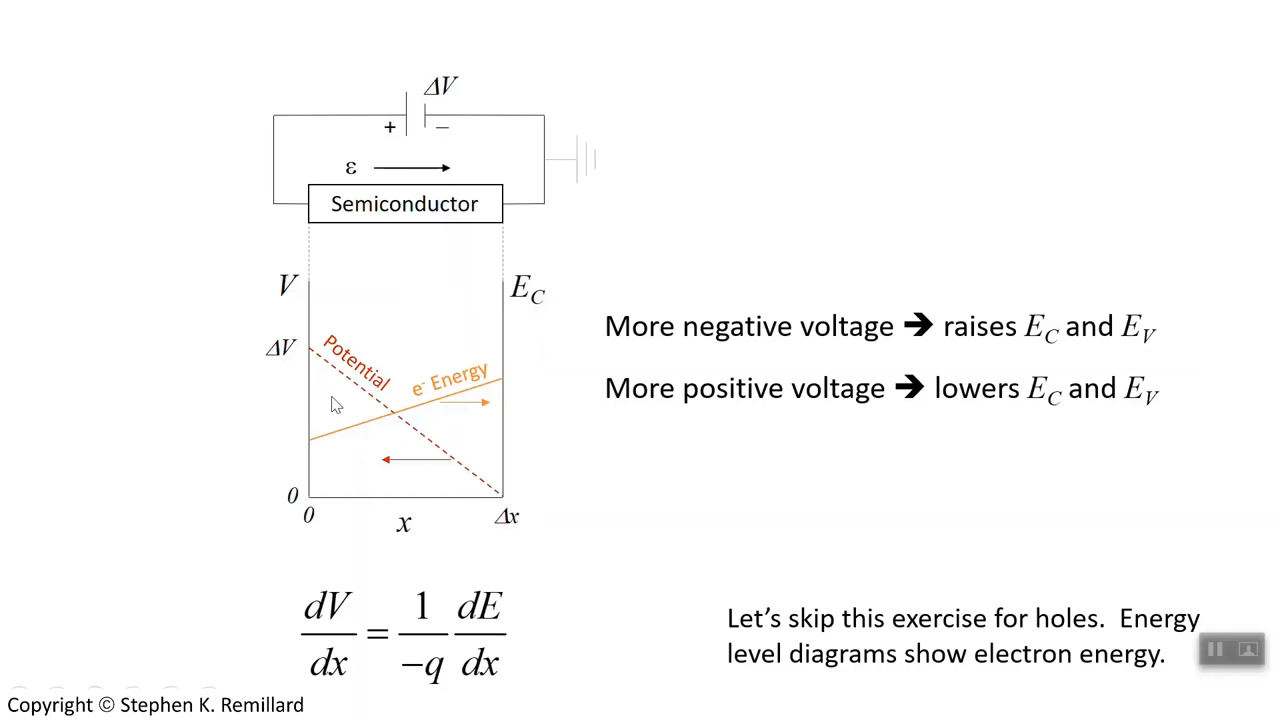 ΔV
+ −
ε
Semiconductor
V
E_C
ΔV
Potential
e⁻ Energy
0
0
x
Δx
More negative voltage ➔ raises E_C and E_V
More positive voltage ➔ lowers E_C and E_V
dV/dx = 1/−q dE/dx
Let’s skip this exercise for holes. Energy
level diagrams show electron energy.
Copyright © Stephen K. Remillard